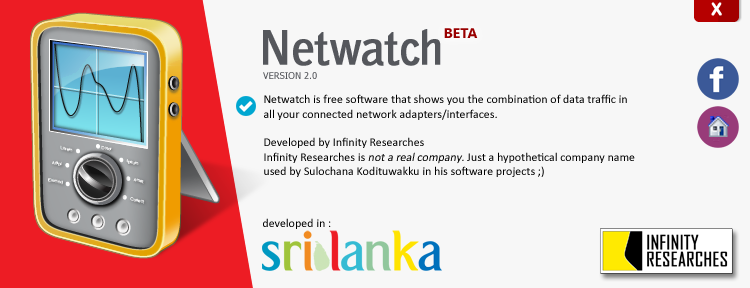 X
Netwatch BETA
VERSION 2.0
Netwatch is free software that shows you the combination of data traffic in
all your connected network adapters/interfaces.
Developed by Infinity Researches
Infinity Researches is not a real company. Just a hypothetical company name
used by Sulochana Kodituwakku in his software projects ;)
developed in :
sri lanka
f
INFINITY
RESEARCHES